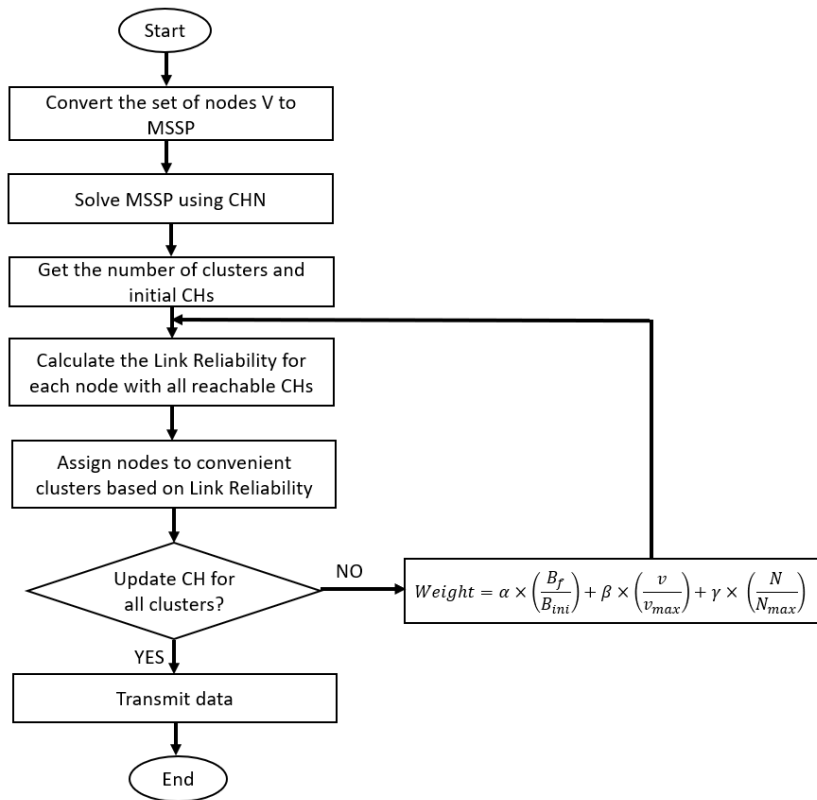 Start
Convert the set of nodes V to
MSSP
Solve MSSP using CHN
Get the number of clusters and
initial CHs
Calculate the Link Reliability for
each node with all reachable CHs
Assign nodes to convenient
clusters based on Link Reliability
Update CH for
all clusters?
NO
Weight = α × (B_f / B_ini) + β × (v / v_max) + γ × (N / N_max)
YES
Transmit data
End